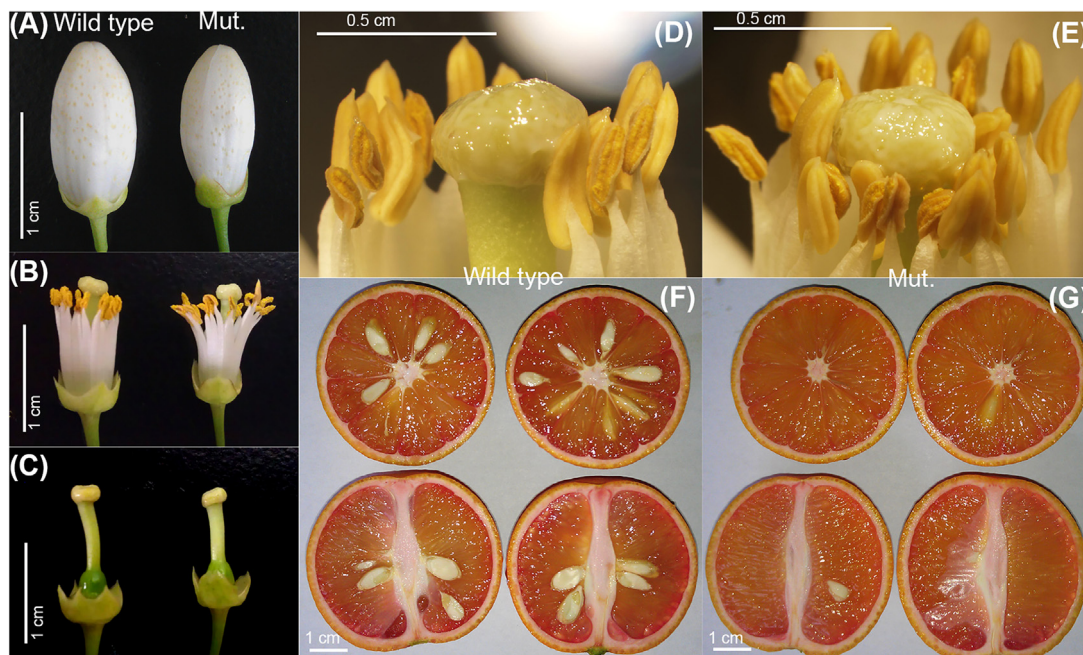 (A) Wild type Mut.
1 cm
(B)
1 cm
(C)
1 cm
0.5 cm
(D)
0.5 cm
(E)
Wild type
(F)
1 cm
Mut.
(G)
1 cm